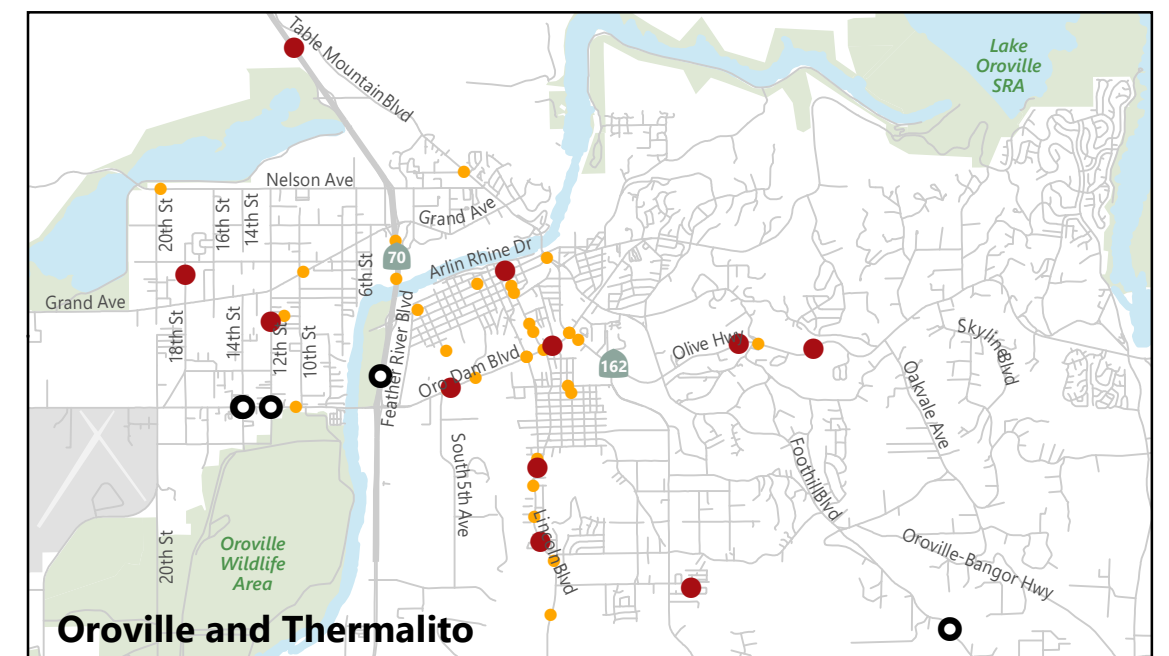 Table Mountain Blvd
Lake
Oroville
SRA
Nelson Ave
20th St
16th St
14th St
Grand Ave
70
Arlin Rhine Dr
6th St
Grand Ave
Feather River Blvd
18th St
14th St
12th St
10th St
Oro Dam Blvd
162
Olive Hwy
Skyline Blvd
Oakvale Ave
South 5th Ave
Foothill Blvd
Lincoln Blvd
20th St
Oroville
Wildlife
Area
Oroville-Bangor Hwy
Oroville and Thermalito